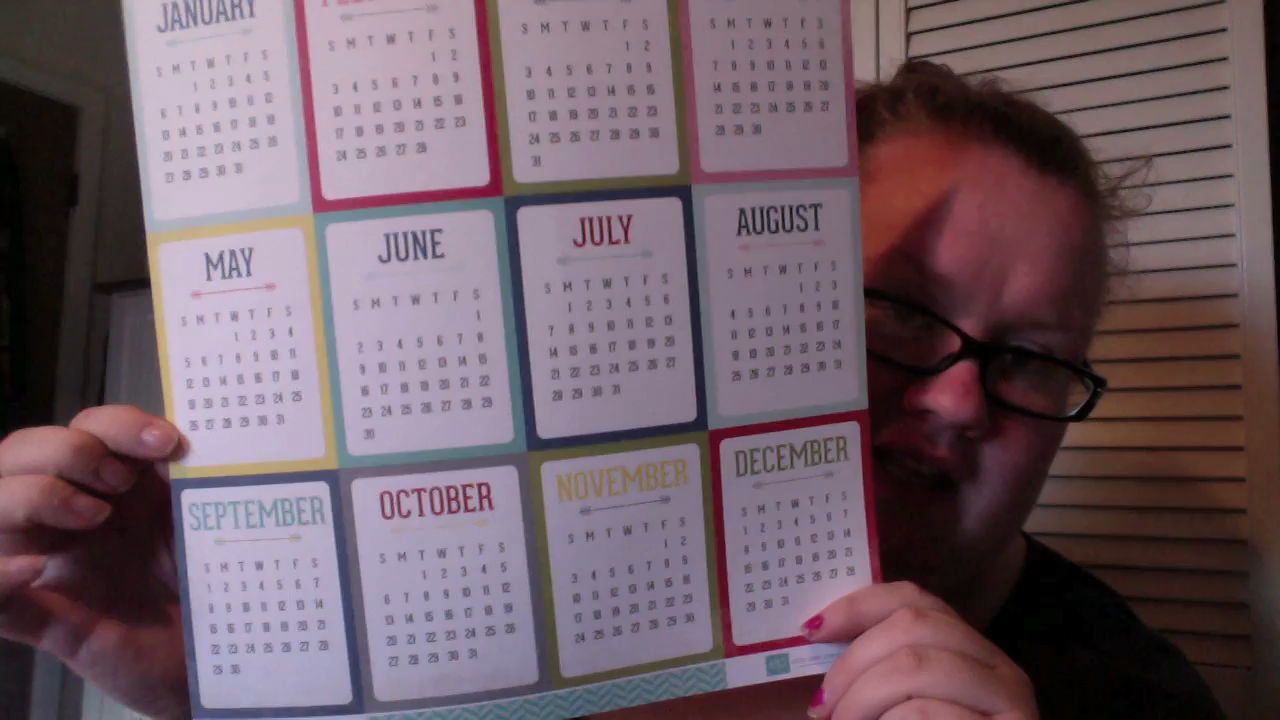 JANUARY
S M T W T F S
1 2 3 4 5
6 7 8 9 10 11 12
13 14 15 16 17 18 19
20 21 22 23 24 25 26
27 28 29 30 31
S M T W T F S
1 2
3 4 5 6 7 8 9
10 11 12 13 14 15 16
17 18 19 20 21 22 23
24 25 26 27 28
S M T W T F S
1 2
3 4 5 6 7 8 9
10 11 12 13 14 15 16
17 18 19 20 21 22 23
24 25 26 27 28 29 30
31
S M T W T F S
1 2 3 4 5 6
7 8 9 10 11 12 13
14 15 16 17 18 19 20
21 22 23 24 25 26 27
28 29 30
MAY
S M T W T F S
1 2 3 4
5 6 7 8 9 10 11
12 13 14 15 16 17 18
19 20 21 22 23 24 25
26 27 28 29 30 31
JUNE
S M T W T F S
1
2 3 4 5 6 7 8
9 10 11 12 13 14 15
16 17 18 19 20 21 22
23 24 25 26 27 28 29
30
JULY
S M T W T F S
1 2 3 4 5 6
7 8 9 10 11 12 13
14 15 16 17 18 19 20
21 22 23 24 25 26 27
28 29 30 31
AUGUST
S M T W T F S
1 2 3
4 5 6 7 8 9 10
11 12 13 14 15 16 17
18 19 20 21 22 23 24
25 26 27 28 29 30 31
SEPTEMBER
S M T W T F S
1 2 3 4 5 6 7
8 9 10 11 12 13 14
15 16 17 18 19 20 21
22 23 24 25 26 27 28
29 30
OCTOBER
S M T W T F S
1 2 3 4 5
6 7 8 9 10 11 12
13 14 15 16 17 18 19
20 21 22 23 24 25 26
27 28 29 30 31
NOVEMBER
S M T W T F S
1 2
3 4 5 6 7 8 9
10 11 12 13 14 15 16
17 18 19 20 21 22 23
24 25 26 27 28 29 30
DECEMBER
S M T W T F S
1 2 3 4 5 6 7
8 9 10 11 12 13 14
15 16 17 18 19 20 21
22 23 24 25 26 27 28
29 30 31